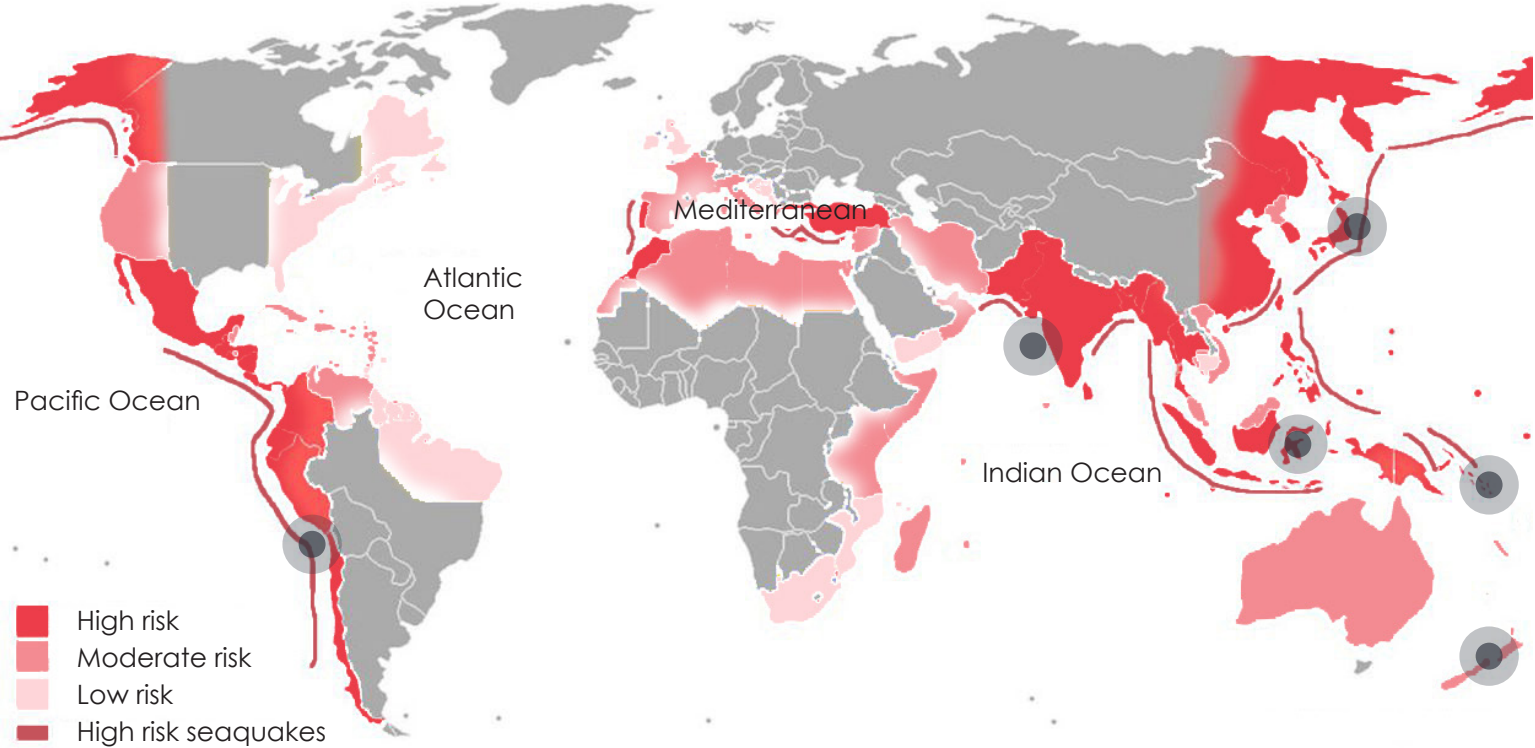 Mediterranean
Atlantic
Ocean
Pacific Ocean
Indian Ocean
High risk
Moderate risk
Low risk
High risk seaquakes